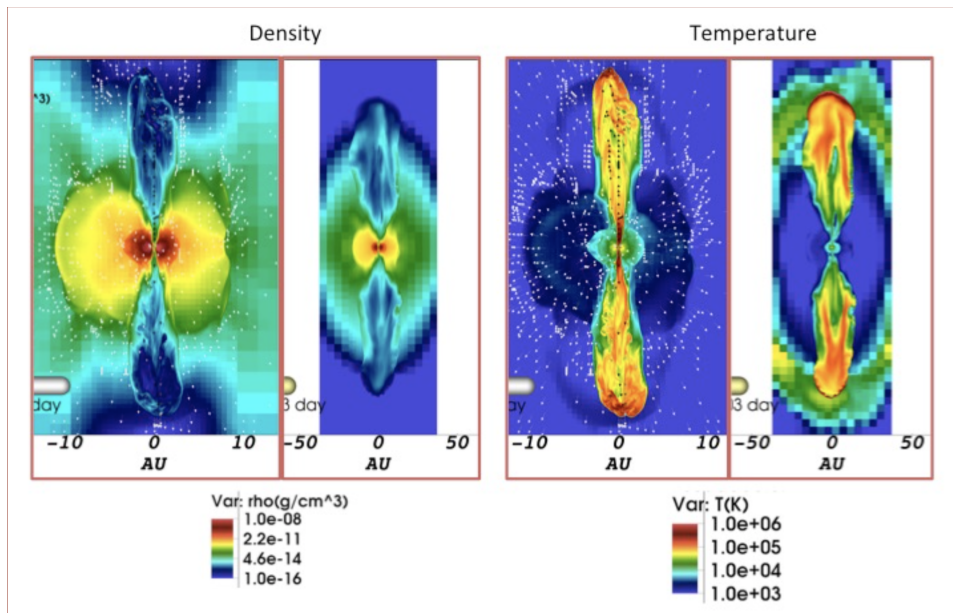 Density
Temperature
^3)
day
3 day
day
03 day
-10 0 10
-50 0 50
-10 0 10
-50 0 50
AU
AU
AU
AU
Var: rho(g/cm^3)
1.0e-08
2.2e-11
4.6e-14
1.0e-16
Var: T(K)
1.0e+06
1.0e+05
1.0e+04
1.0e+03